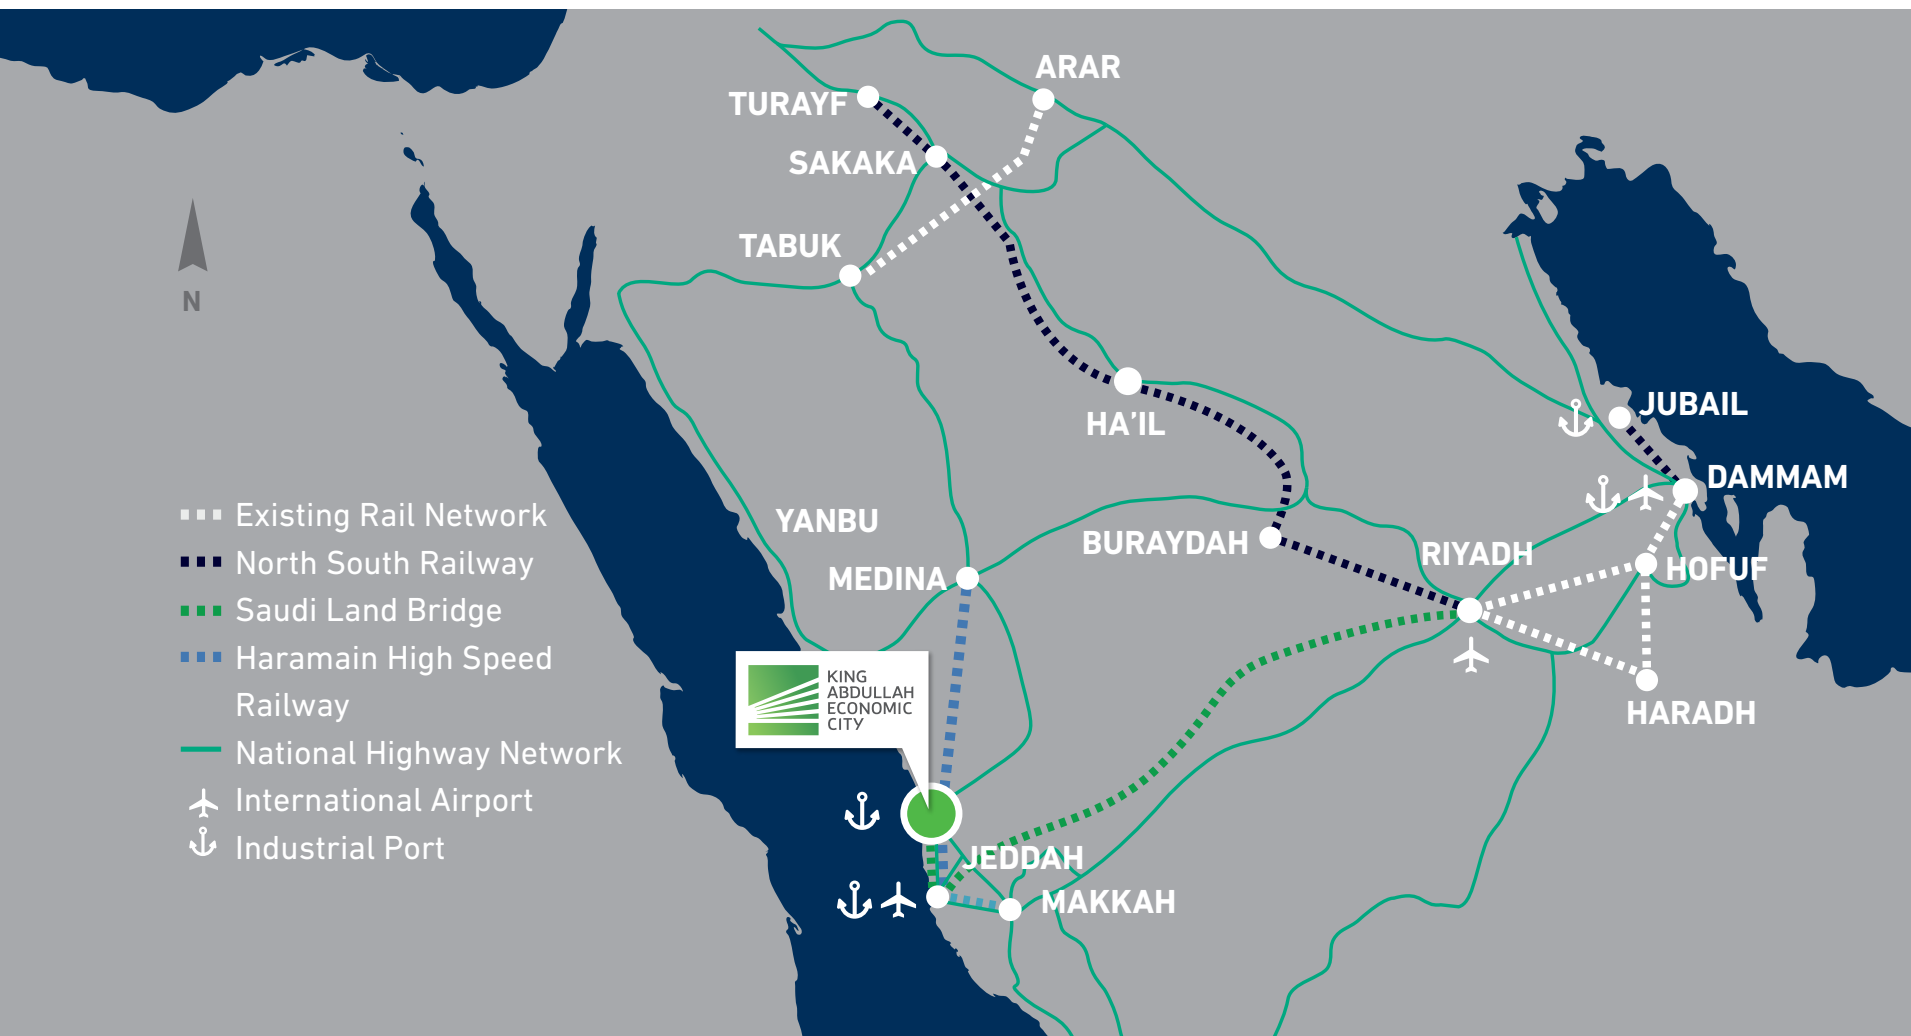 ARAR
TURAYF
SAKAKA
TABUK
N
HA'IL
JUBAIL
DAMMAM
YANBU
BURAYDAH
RIYADH
HOFUF
MEDINA
HARADH
Existing Rail Network
North South Railway
Saudi Land Bridge
Haramain High Speed
Railway
National Highway Network
International Airport
Industrial Port
KING
ABDULLAH
ECONOMIC
CITY
JEDDAH
MAKKAH